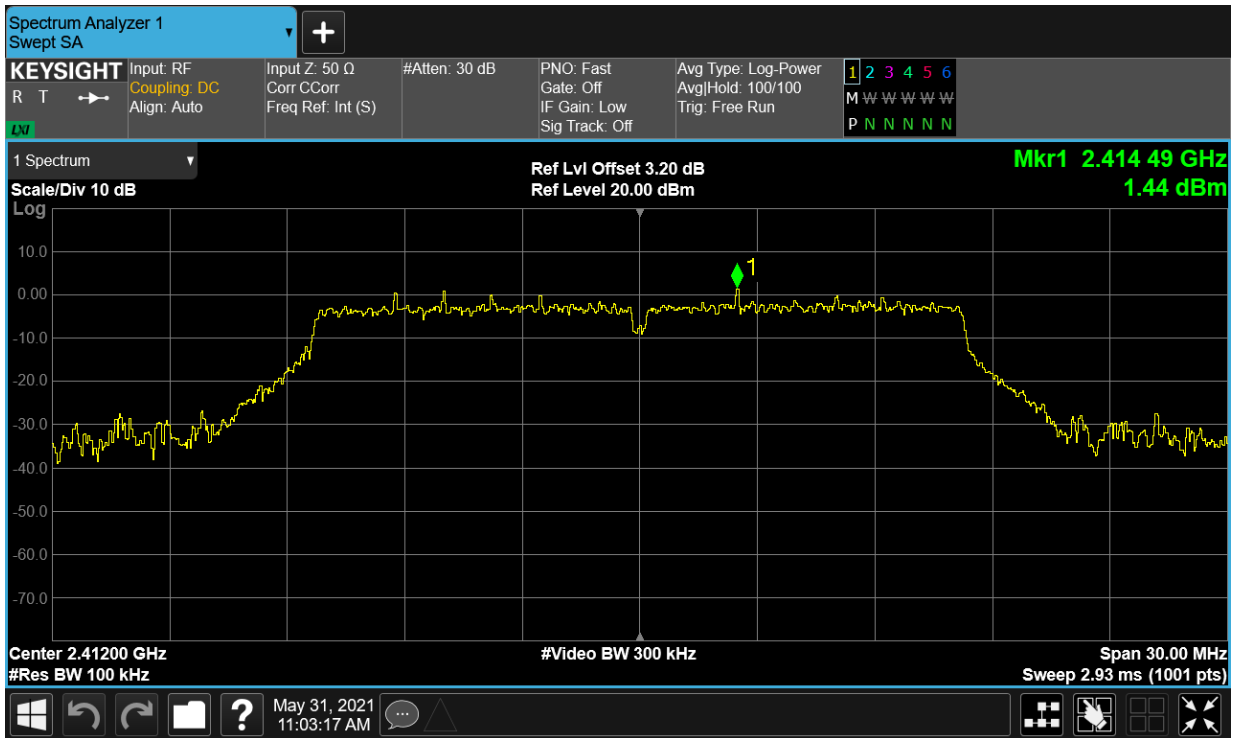 Spectrum Analyzer 1
Swept SA
+
KEYSIGHT
R T
LXI
Input: RF
Coupling: DC
Align: Auto
Input Z: 50 Ω
Corr CCorr
Freq Ref: Int (S)
#Atten: 30 dB
PNO: Fast
Gate: Off
IF Gain: Low
Sig Track: Off
Avg Type: Log-Power
Avg|Hold: 100/100
Trig: Free Run
1 2 3 4 5 6
M W W W W W
P N N N N N
1 Spectrum
Scale/Div 10 dB
Log
Ref Lvl Offset 3.20 dB
Ref Level 20.00 dBm
Mkr1 2.414 49 GHz
1.44 dBm
1
10.0
0.00
-10.0
-20.0
-30.0
-40.0
-50.0
-60.0
-70.0
Center 2.41200 GHz
#Res BW 100 kHz
#Video BW 300 kHz
Span 30.00 MHz
Sweep 2.93 ms (1001 pts)
?
May 31, 2021
11:03:17 AM